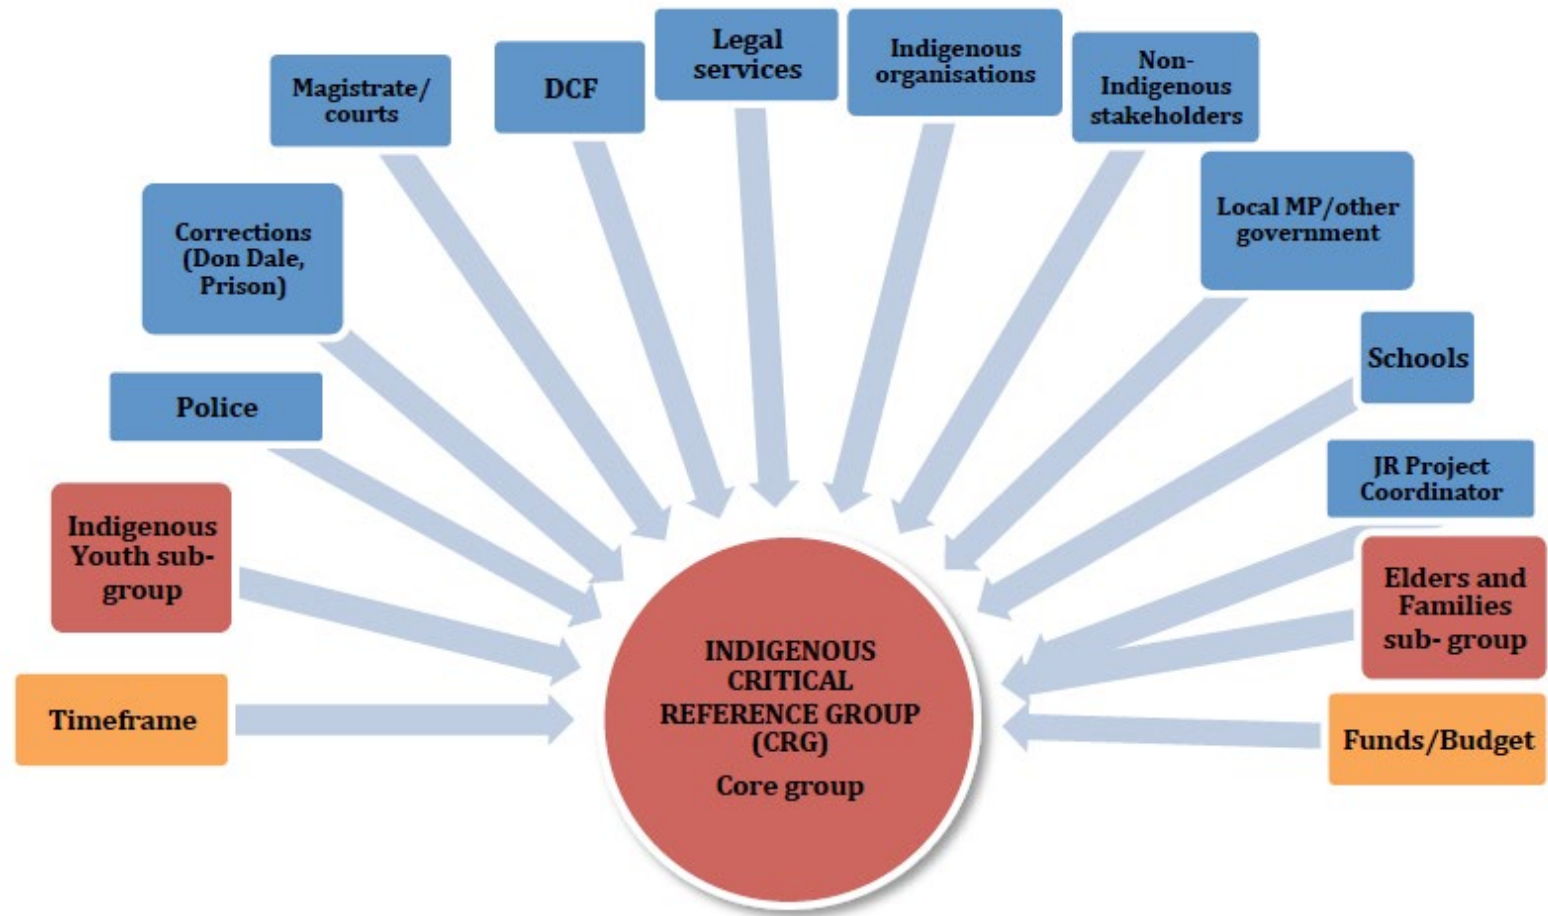 Legal
services
Indigenous
organisations
Non-
Indigenous
stakeholders
Magistrate/
courts
DCF
Local MP/other
government
Corrections
(Don Dale,
Prison)
Schools
Police
JR Project
Coordinator
Indigenous
Youth sub-
group
Elders and
Families
sub- group
Timeframe
Funds/Budget
INDIGENOUS
CRITICAL
REFERENCE GROUP
(CRG)
Core group